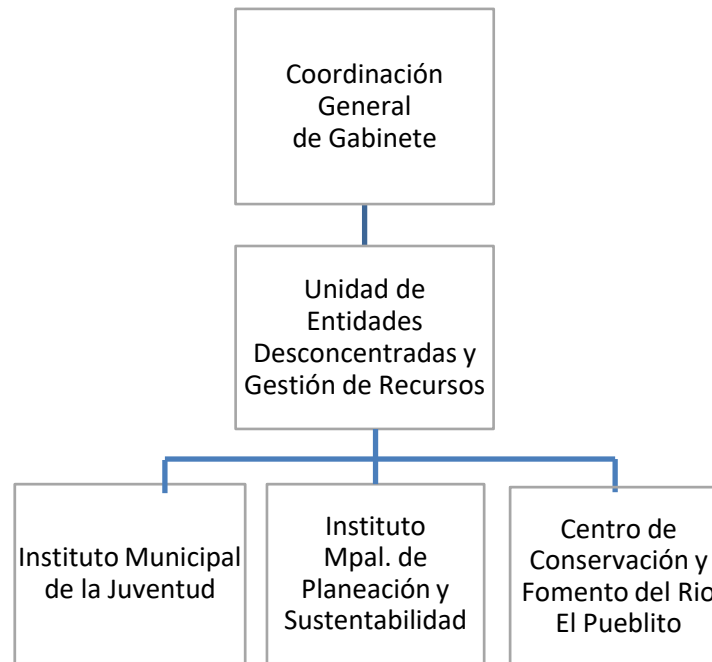 Coordinación
General
de Gabinete
Unidad de
Entidades
Desconcentradas y
Gestión de Recursos
Instituto Municipal
de la Juventud
Instituto
Mpal. de
Planeación y
Sustentabilidad
Centro de
Conservación y
Fomento del Rio
El Pueblito